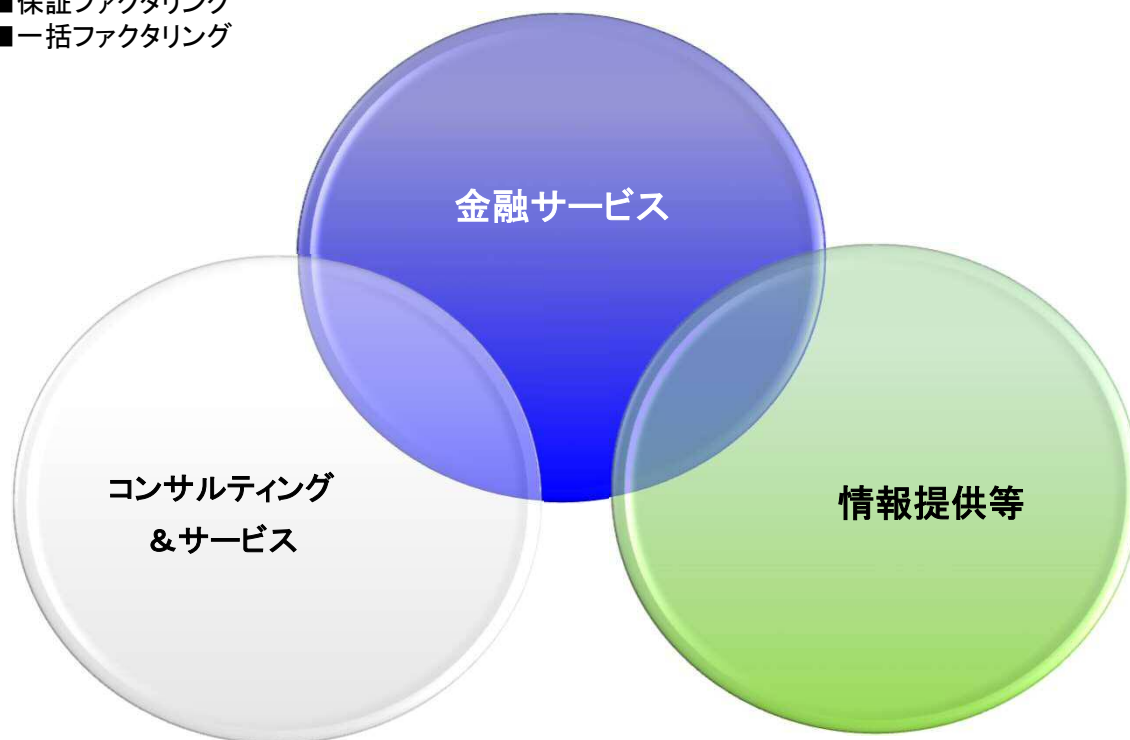 ■保証ファクタリング
■一括ファクタリング
金融サービス
コンサルティング
&サービス
情報提供等